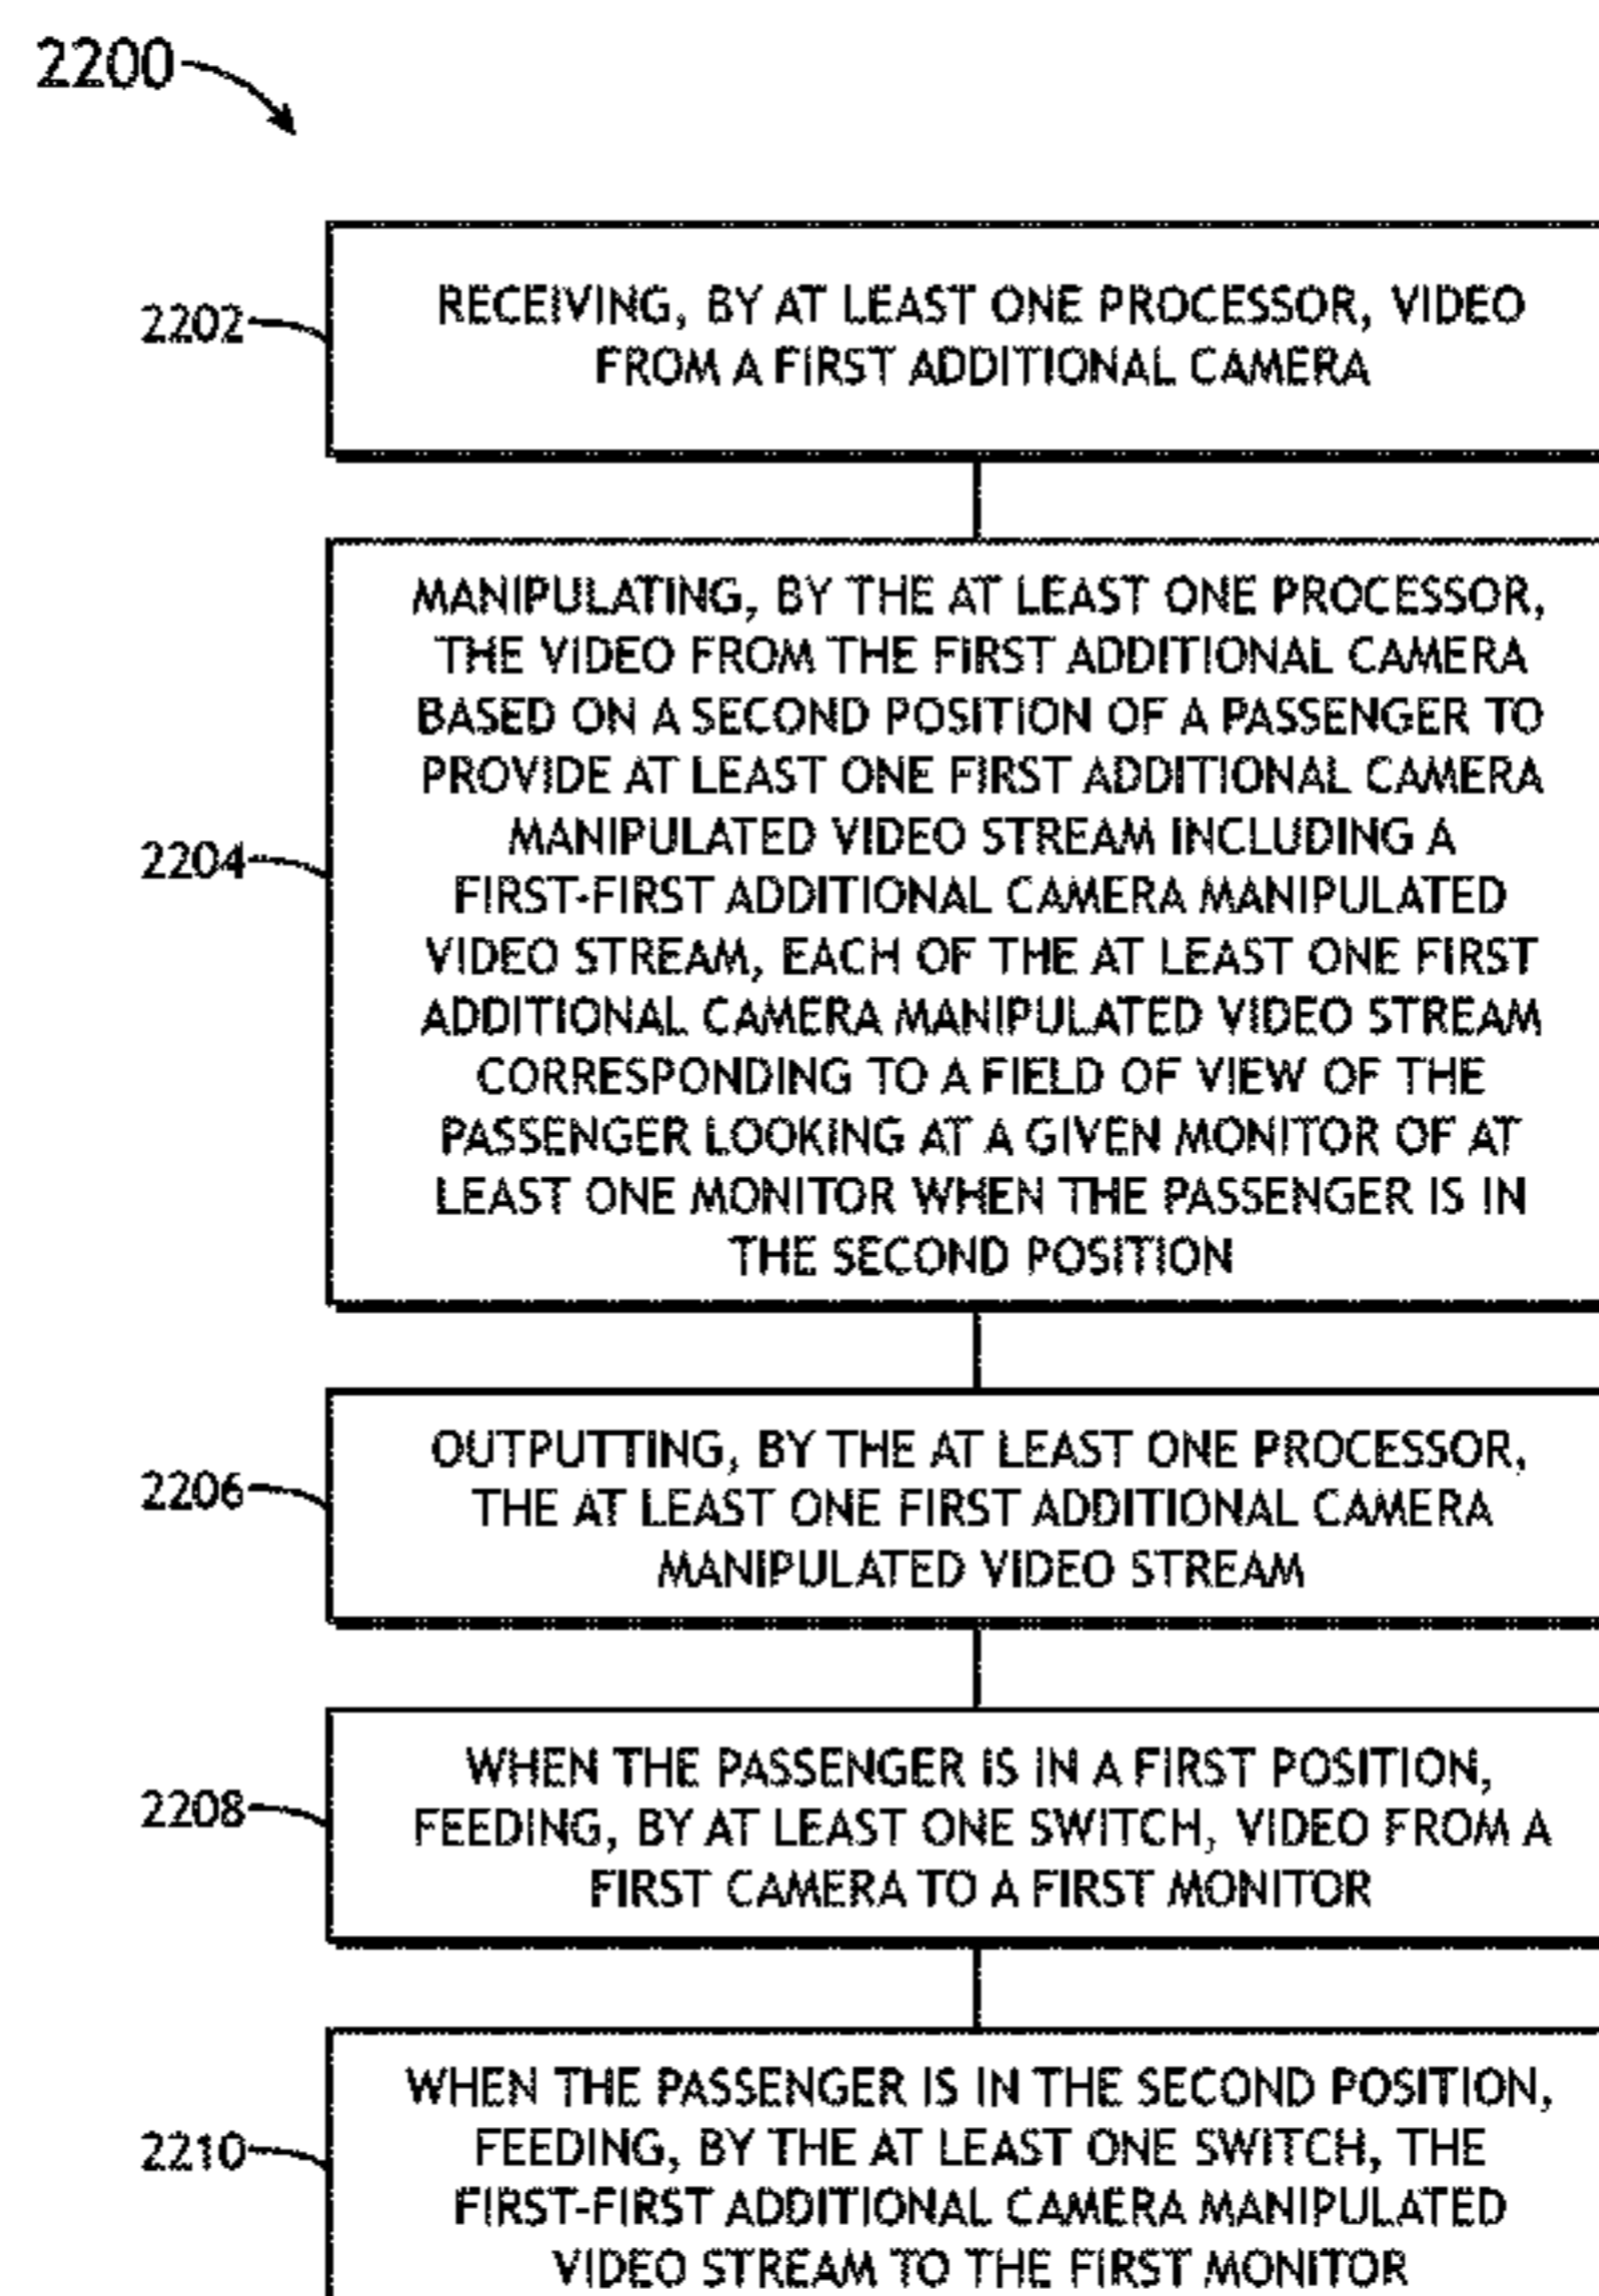 2200
2202
RECEIVING, BY AT LEAST ONE PROCESSOR, VIDEO
FROM A FIRST ADDITIONAL CAMERA
2204
MANIPULATING, BY THE AT LEAST ONE PROCESSOR,
THE VIDEO FROM THE FIRST ADDITIONAL CAMERA
BASED ON A SECOND POSITION OF A PASSENGER TO
PROVIDE AT LEAST ONE FIRST ADDITIONAL CAMERA
MANIPULATED VIDEO STREAM INCLUDING A
FIRST-FIRST ADDITIONAL CAMERA MANIPULATED
VIDEO STREAM, EACH OF THE AT LEAST ONE FIRST
ADDITIONAL CAMERA MANIPULATED VIDEO STREAM
CORRESPONDING TO A FIELD OF VIEW OF THE
PASSENGER LOOKING AT A GIVEN MONITOR OF AT
LEAST ONE MONITOR WHEN THE PASSENGER IS IN
THE SECOND POSITION
2206
OUTPUTTING, BY THE AT LEAST ONE PROCESSOR,
THE AT LEAST ONE FIRST ADDITIONAL CAMERA
MANIPULATED VIDEO STREAM
2208
WHEN THE PASSENGER IS IN A FIRST POSITION,
FEEDING, BY AT LEAST ONE SWITCH, VIDEO FROM A
FIRST CAMERA TO A FIRST MONITOR
2210
WHEN THE PASSENGER IS IN THE SECOND POSITION,
FEEDING, BY THE AT LEAST ONE SWITCH, THE
FIRST-FIRST ADDITIONAL CAMERA MANIPULATED
VIDEO STREAM TO THE FIRST MONITOR